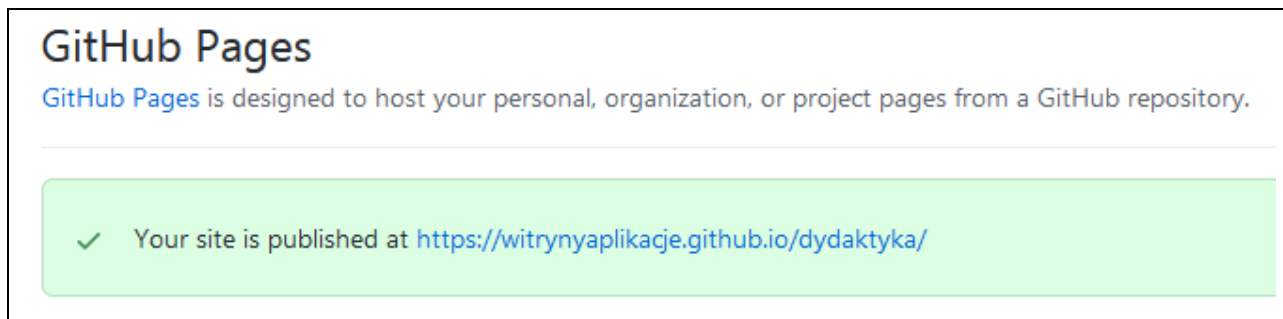 GitHub Pages
GitHub Pages is designed to host your personal, organization, or project pages from a GitHub repository.
Your site is published at https://witrynyaplikacje.github.io/dydaktyka/